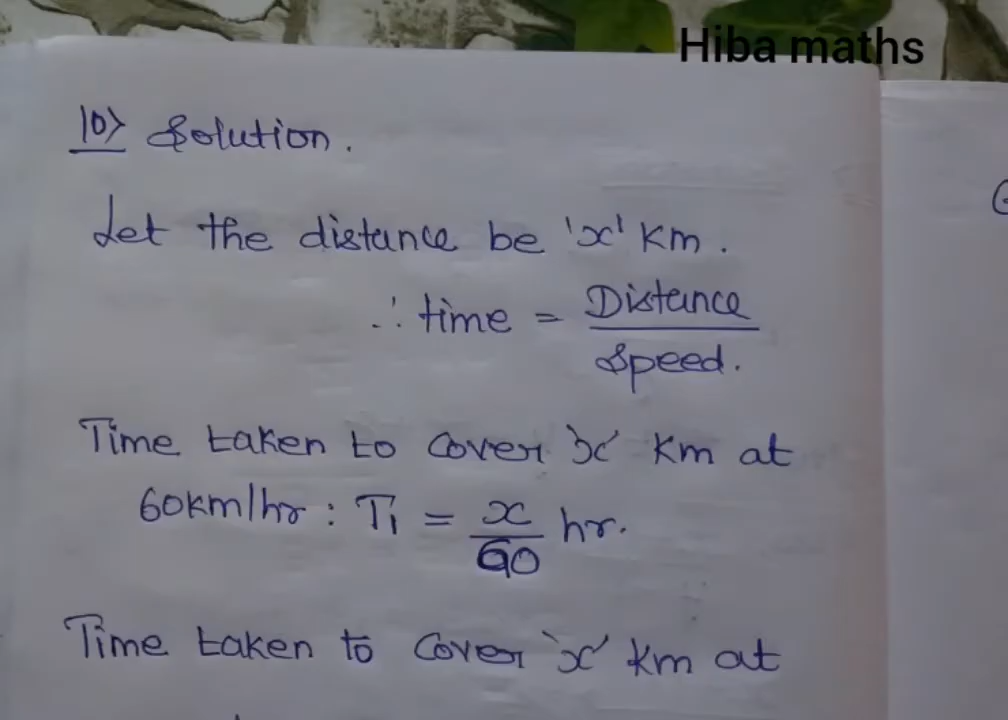 Hiba maths
10> Solution.
Let the distance be 'x' km.
∴ time = Distance
Speed.
Time taken to cover 'x' km at
60km/hr : T₁ = x/60 hr.
Time taken to cover 'x' km at